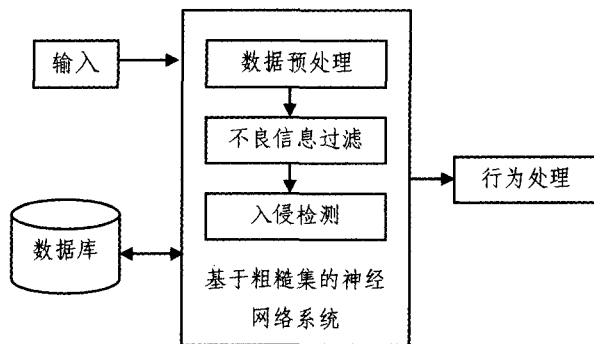 输入
数据预处理
不良信息过滤
入侵检测
行为处理
数据库
基于粗糙集的神经
网络系统